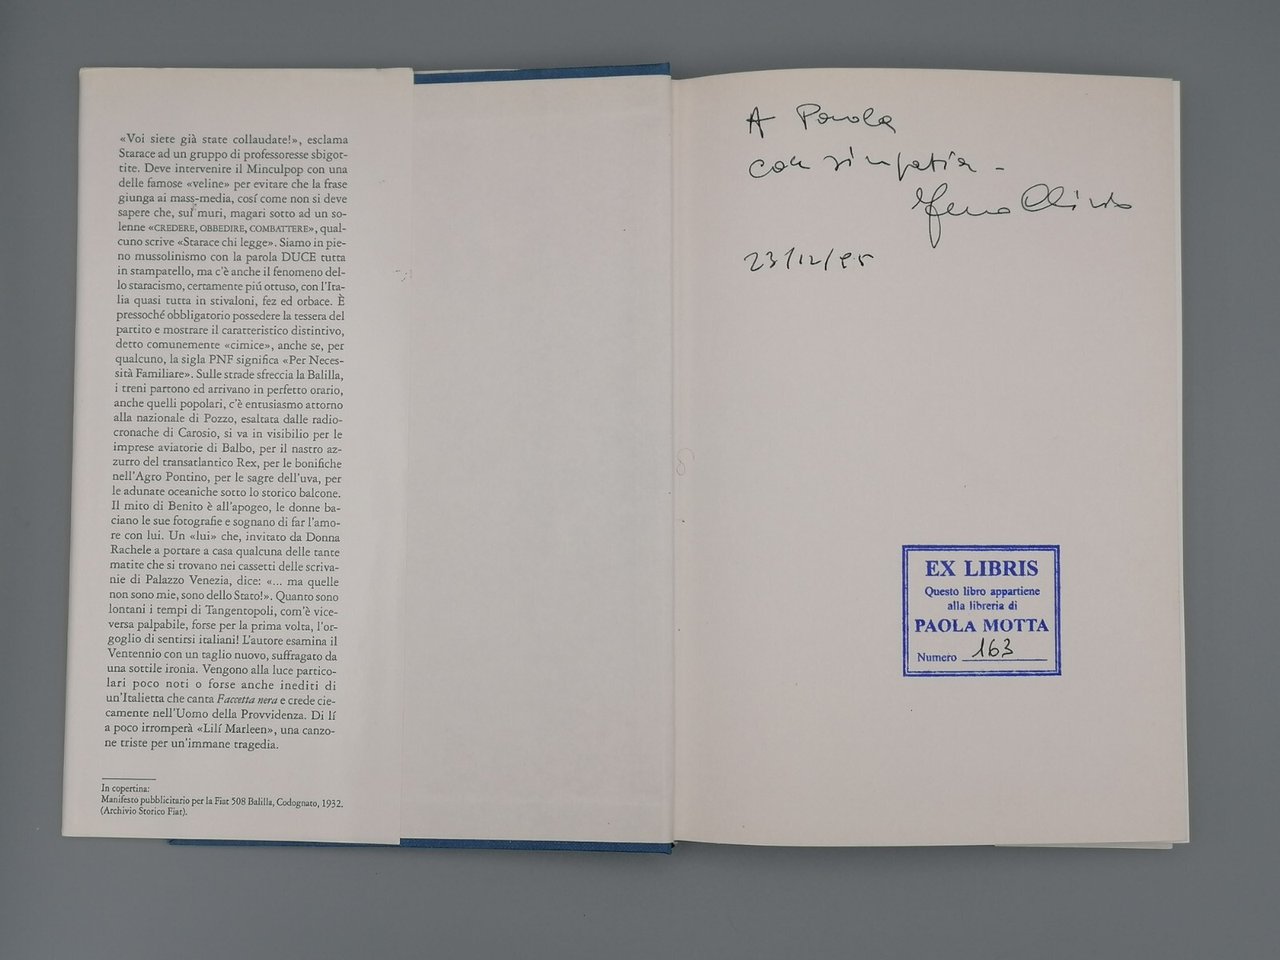 «Voi siete già state collaudate!», esclama
Starace ad un gruppo di professoresse sbigot-
tite. Deve intervenire il Minculpop con una
delle famose «veline» per evitare che la frase
giunga ai mass-media, cosí come non si deve
sapere che, sui muri, magari sotto ad un so-
lenne «CREDERE, OBBEDIRE, COMBATTERE», qual-
cuno scrive «Starace chi legge». Siamo in pie-
no mussolinismo con la parola DUCE tutta
in stampatello, ma c'è anche il fenomeno del-
lo staracismo, certamente piú ottuso, con l'Ita-
lia quasi tutta in stivaloni, fez ed orbace. È
pressoché obbligatorio possedere la tessera del
partito e mostrare il caratteristico distintivo,
detto comunemente «cimice», anche se, per
qualcuno, la sigla PNF significa «Per Neces-
sità Familiare». Sulle strade sfreccia la Balilla,
i treni partono ed arrivano in perfetto orario,
anche quelli popolari, c'è entusiasmo attorno
alla nazionale di Pozzo, esaltata dalle radio-
cronache di Carosio, si va in visibilio per le
imprese aviatorie di Balbo, per il nastro az-
zurro del transatlantico Rex, per le bonifiche
nell'Agro Pontino, per le sagre dell'uva, per
le adunate oceaniche sotto lo storico balcone.
Il mito di Benito è all'apogeo, le donne ba-
ciano le sue fotografie e sognano di far l'amo-
re con lui. Un «lui» che, invitato da Donna
Rachele a portare a casa qualcuna delle tante
matite che si trovano nei cassetti delle scriva-
nie di Palazzo Venezia, dice: «... ma quelle
non sono mie, sono dello Stato!». Quanto sono
lontani i tempi di Tangentopoli, com'è vice-
versa palpabile, forse per la prima volta, l'or-
goglio di sentirsi italiani! L'autore esamina il
Ventennio con un taglio nuovo, suffragato da
una sottile ironia. Vengono alla luce partico-
lari poco noti o forse anche inediti di
un'Italietta che canta Faccetta nera e crede cie-
camente nell'Uomo della Provvidenza. Di lí
a poco irromperà «Lilí Marleen», una canzo-
ne triste per un'immane tragedia.
In copertina:
Manifesto pubblicitario per la Fiat 508 Balilla, Codognato, 1932.
(Archivio Storico Fiat).
A Paola
con simpatia -
23/12/95
EX LIBRIS
Questo libro appartiene
alla libreria di
PAOLA MOTTA
Numero 163